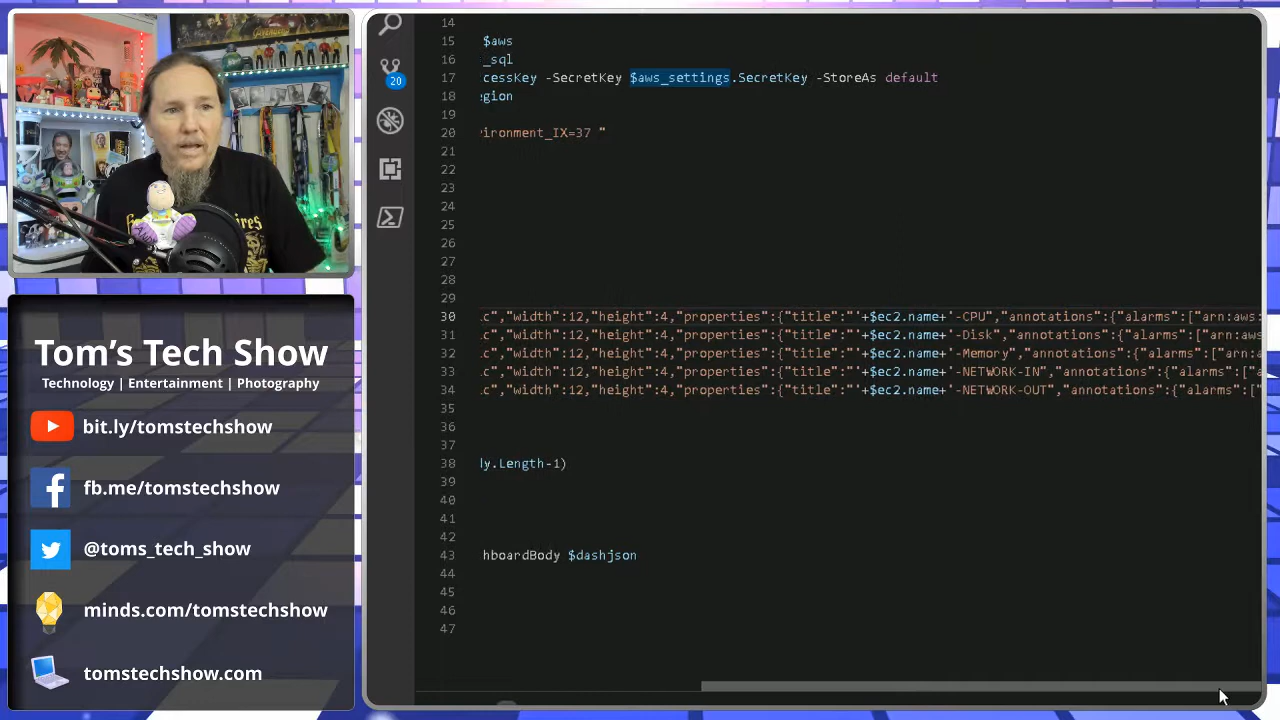 14
15 $aws
16 _sql
17 cessKey -SecretKey $aws_settings.SecretKey -StoreAs default
18 gion
19
20 ironment_IX=37 "
21
22
23
24
25
26
27
28
29
30 c","width":12,"height":4,"properties":{"title":"'+$ec2.name+'-CPU","annotations":{"alarms":["arn:aws:
31 c","width":12,"height":4,"properties":{"title":"'+$ec2.name+'-Disk","annotations":{"alarms":["arn:aws
32 c","width":12,"height":4,"properties":{"title":"'+$ec2.name+'-Memory","annotations":{"alarms":["arn:a
33 c","width":12,"height":4,"properties":{"title":"'+$ec2.name+'-NETWORK-IN","annotations":{"alarms":["a
34 c","width":12,"height":4,"properties":{"title":"'+$ec2.name+'-NETWORK-OUT","annotations":{"alarms":["
35
36
37
38 dy.Length-1)
39
40
41
42
43 hboardBody $dashjson
44
45
46
47
20
Tom's Tech Show
Technology | Entertainment | Photography
bit.ly/tomstechshow
fb.me/tomstechshow
@toms_tech_show
minds.com/tomstechshow
tomstechshow.com